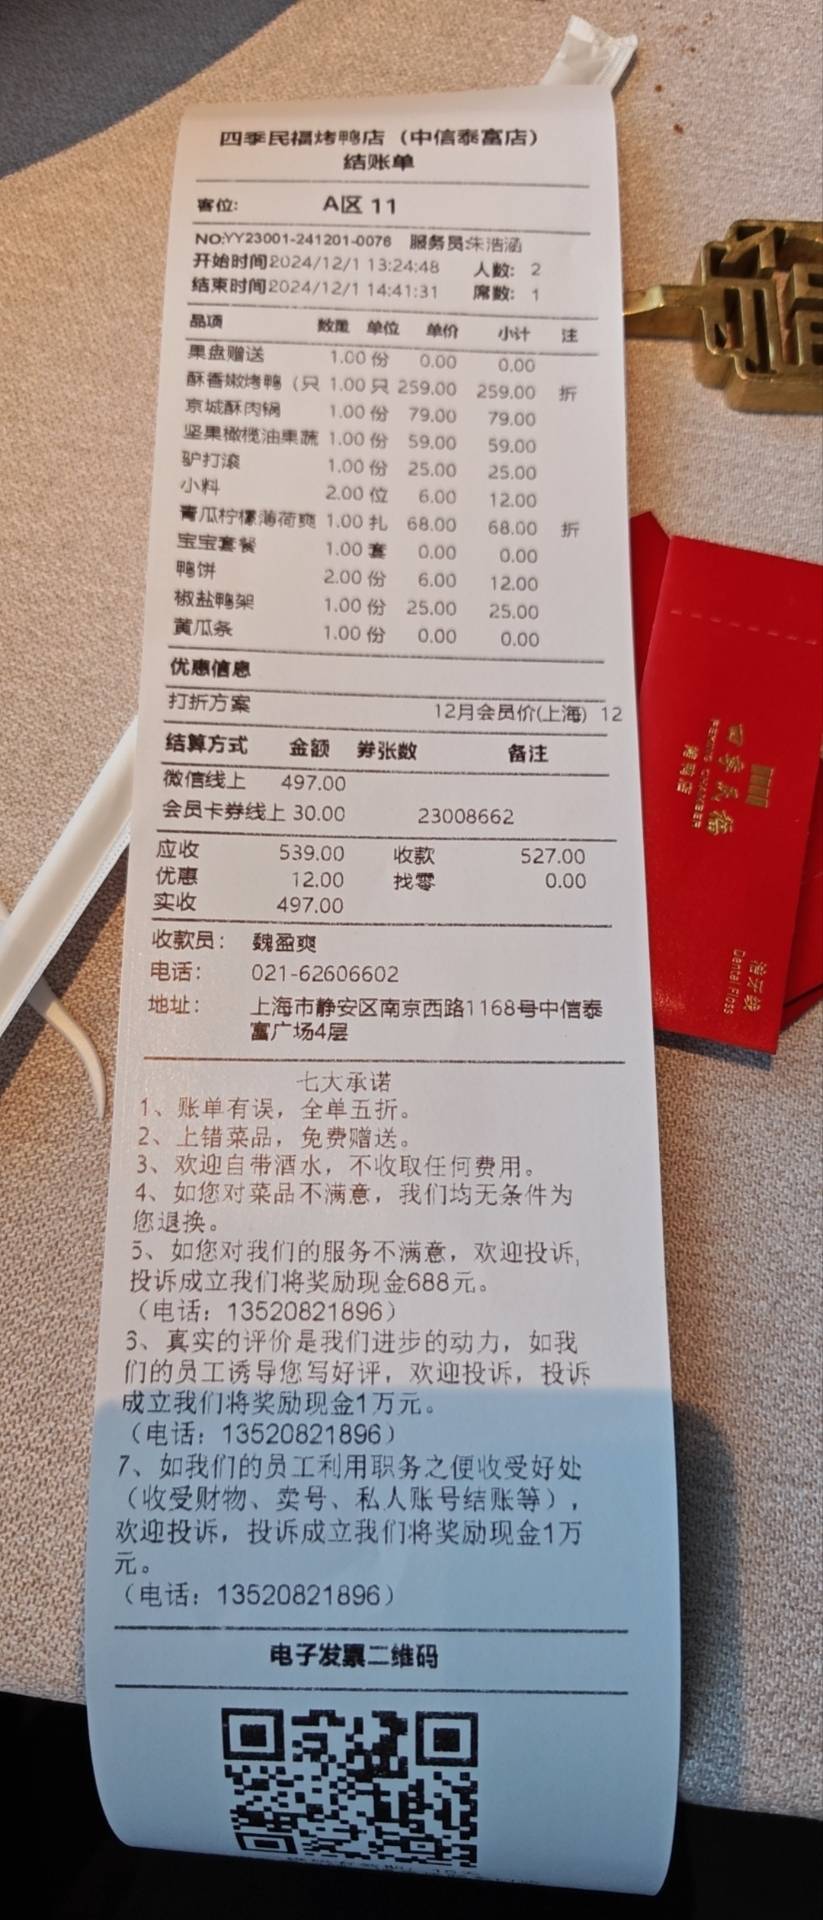 四季民福烤鸭店（中信泰富店）
结账单
客位: A区 11
NO:YY23001-241201-0076 服务员:朱浩涵
开始时间2024/12/1 13:24:48 人数: 2
结束时间2024/12/1 14:41:31 席数: 1
品项 数量 单位 单价 小计 注
果盘赠送 1.00 份 0.00 0.00
酥香嫩烤鸭（只 1.00 只 259.00 259.00 折
京城酥肉锅 1.00 份 79.00 79.00
坚果橄榄油果蔬 1.00 份 59.00 59.00
驴打滚 1.00 份 25.00 25.00
小料 2.00 位 6.00 12.00
青瓜柠檬薄荷爽 1.00 扎 68.00 68.00 折
宝宝套餐 1.00 套 0.00 0.00
鸭饼 2.00 份 6.00 12.00
椒盐鸭架 1.00 份 25.00 25.00
黄瓜条 1.00 份 0.00 0.00
优惠信息
打折方案 12月会员价(上海) 12
结算方式 金额 券张数 备注
微信线上 497.00
会员卡券线上 30.00 23008662
应收 539.00 收款 527.00
优惠 12.00 找零 0.00
实收 497.00
收款员： 魏盈爽
电话： 021-62606602
地址： 上海市静安区南京西路1168号中信泰
富广场4层
七大承诺
1、账单有误，全单五折。
2、上错菜品，免费赠送。
3、欢迎自带酒水，不收取任何费用。
4、如您对菜品不满意，我们均无条件为
您退换。
5、如您对我们的服务不满意，欢迎投诉，
投诉成立我们将奖励现金688元。
（电话：13520821896）
6、真实的评价是我们进步的动力，如我
们的员工诱导您写好评，欢迎投诉，投诉
成立我们将奖励现金1万元。
（电话：13520821896）
7、如我们的员工利用职务之便收受好处
（收受财物、卖号、私人账号结账等），
欢迎投诉，投诉成立我们将奖励现金1万
元。
（电话：13520821896）
电子发票二维码
四季民福
烤鸭店
洁牙线
Dental Floss